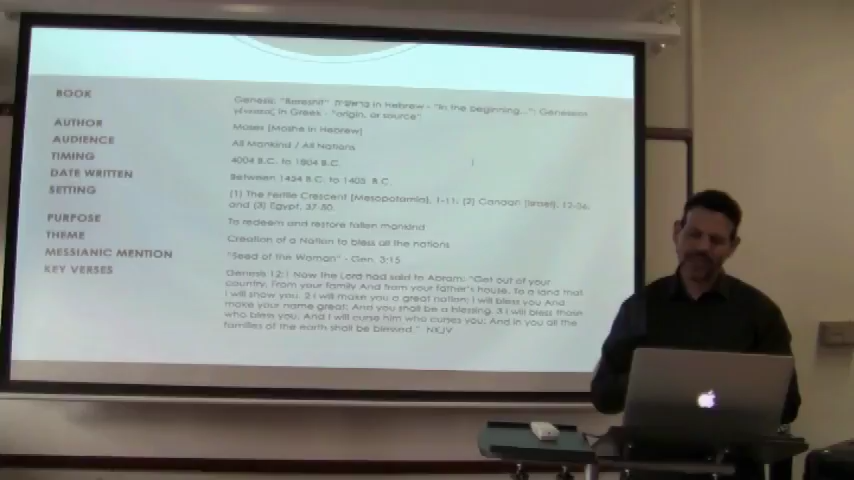 BOOK Genesis: "Bareshit" בראשית in Hebrew - "In the beginning...": Genesson
in Greek - "origin, or source"
AUTHOR Moses (Moshe in Hebrew)
AUDIENCE All Mankind / All Nations
TIMING 4004 B.C. to 1804 B.C.
DATE WRITTEN Between 1454 B.C. to 1405 B.C.
SETTING (1) The Fertile Crescent (Mesopotamia), 1-11, (2) Canaan (Israel), 12-36,
and (3) Egypt, 37-50.
PURPOSE To redeem and restore fallen mankind
THEME Creation of a Nation to bless all the nations
MESSIANIC MENTION "Seed of the Woman" - Gen. 3:15
KEY VERSES Genesis 12:1 Now the Lord had said to Abram: "Get out of your
country, From your family And from your father's house, To a land that
I will show you. 2 I will make you a great nation; I will bless you And
make your name great; And you shall be a blessing. 3 I will bless those
who bless you, And I will curse him who curses you; And in you all the
families of the earth shall be blessed." NKJV